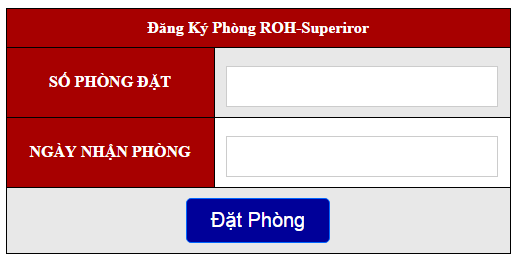 Đăng Ký Phòng ROH-Superiror
SỐ PHÒNG ĐẶT
NGÀY NHẬN PHÒNG
Đặt Phòng